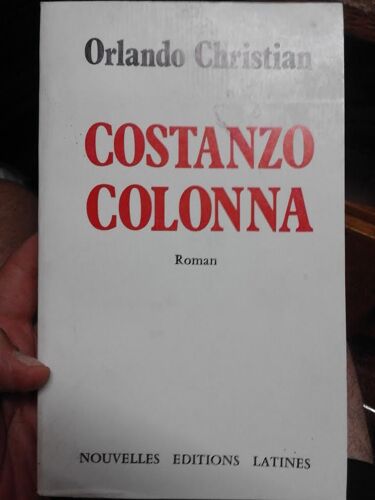 Orlando Christian
COSTANZO
COLONNA
Roman
NOUVELLES EDITIONS LATINES